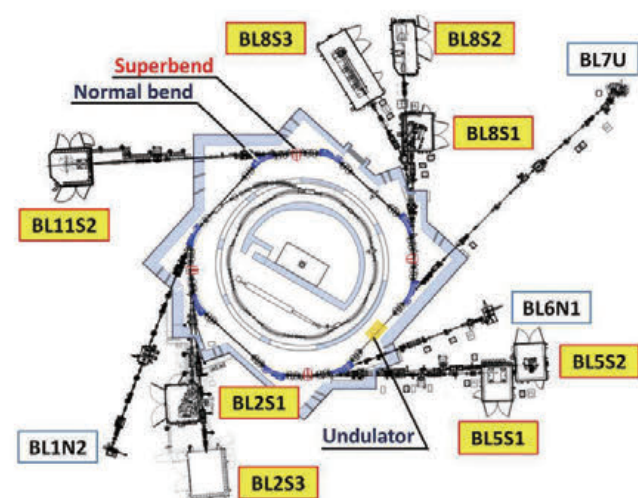 BL8S3
BL8S2
BL7U
Superbend
Normal bend
BL8S1
BL11S2
BL6N1
BL5S2
BL2S1
Undulator
BL5S1
BL1N2
BL2S3